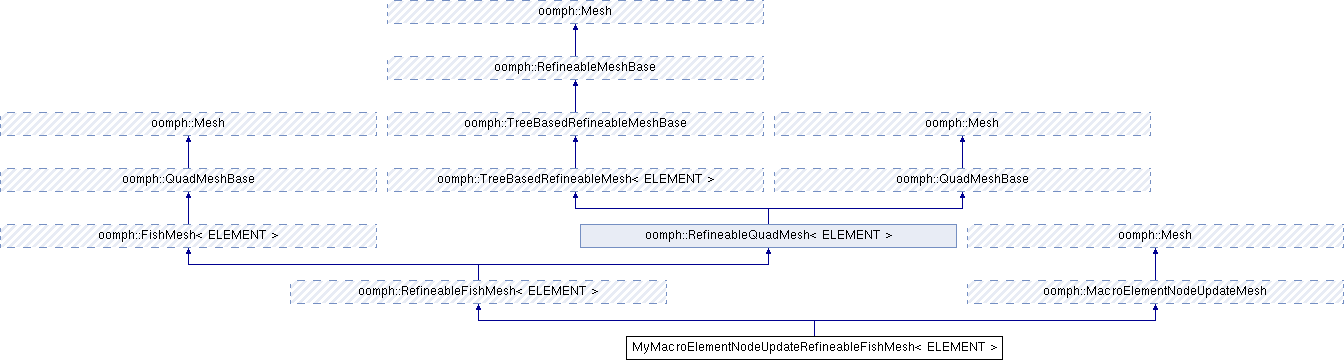 oomph::Mesh
oomph::RefineableMeshBase
oomph::Mesh
oomph::TreeBasedRefineableMeshBase
oomph::Mesh
oomph::QuadMeshBase
oomph::TreeBasedRefineableMesh< ELEMENT >
oomph::QuadMeshBase
oomph::FishMesh< ELEMENT >
oomph::RefineableQuadMesh< ELEMENT >
oomph::Mesh
oomph::RefineableFishMesh< ELEMENT >
oomph::MacroElementNodeUpdateMesh
MyMacroElementNodeUpdateRefineableFishMesh< ELEMENT >